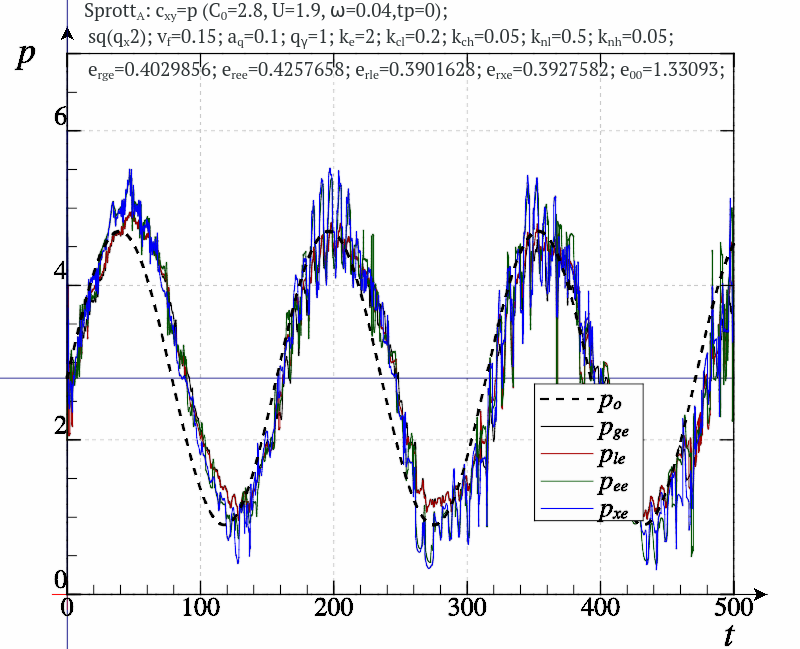 Sprott_A: c_xy=p (C_0=2.8, U=1.9, ω=0.04,tp=0);
sq(q_x2); v_f=0.15; a_q=0.1; q_γ=1; k_e=2; k_cl=0.2; k_ch=0.05; k_nl=0.5; k_nh=0.05;
e_rge=0.4029856; e_ree=0.4257658; e_rle=0.3901628; e_rxe=0.3927582; e_00=1.33093;
p
6
4
2
0
p_o
p_ge
p_le
p_ee
p_xe
0 100 200 300 400 500
t